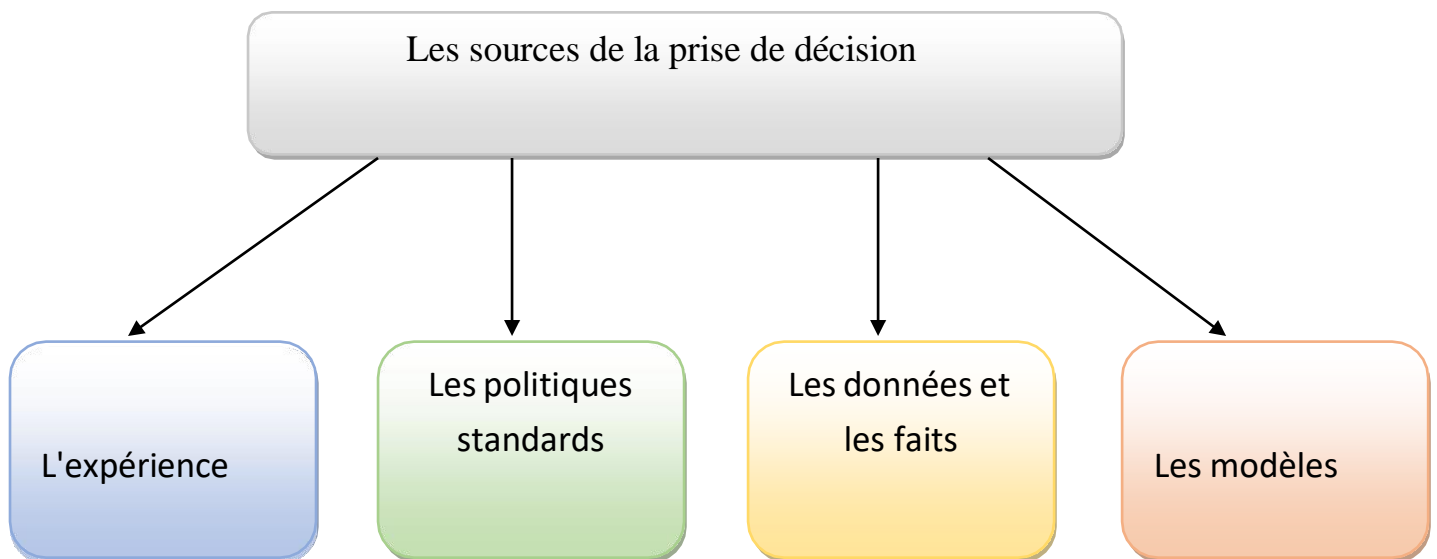 Les sources de la prise de décision
L'expérience
Les politiques
standards
Les données et
les faits
Les modèles